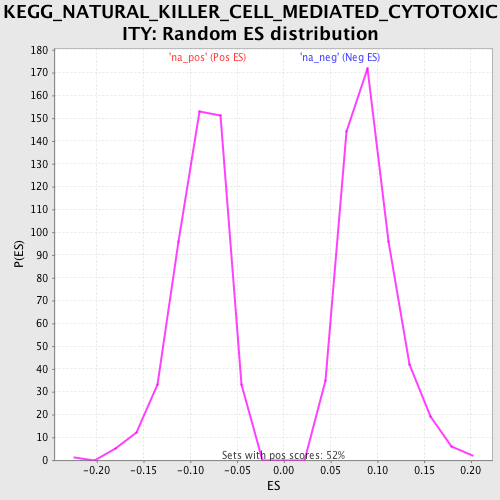 KEGG_NATURAL_KILLER_CELL_MEDIATED_CYTOTOXIC
ITY: Random ES distribution
'na_pos' (Pos ES) 'na_neg' (Neg ES)
180
170
160
150
140
130
120
110
100
90
80
70
60
50
40
30
20
10
0
P(ES)
Sets with pos scores: 52%
-0.20 -0.15 -0.10 -0.05 0.00 0.05 0.10 0.15 0.20
ES